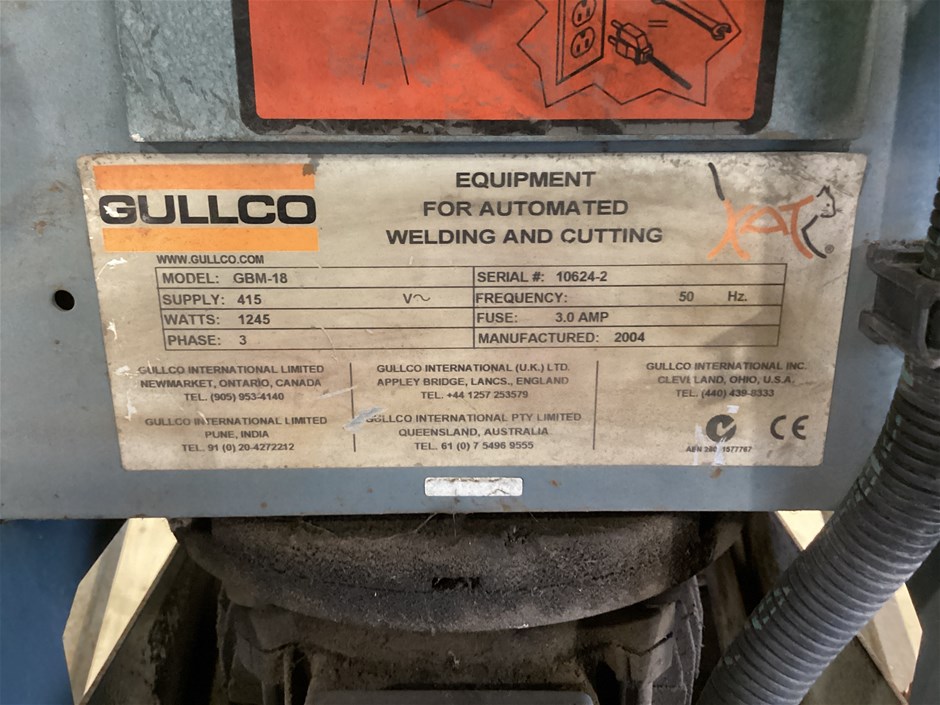 GULLCO
EQUIPMENT
FOR AUTOMATED
WELDING AND CUTTING
KAT
®
WWW.GULLCO.COM
MODEL: GBM-18
SERIAL #: 10624-2
SUPPLY: 415 V～
FREQUENCY: 50 Hz.
WATTS: 1245
FUSE: 3.0 AMP
PHASE: 3
MANUFACTURED: 2004
GULLCO INTERNATIONAL LIMITED
NEWMARKET, ONTARIO, CANADA
TEL. (905) 953-4140
GULLCO INTERNATIONAL (U.K.) LTD.
APPLEY BRIDGE, LANCS., ENGLAND
TEL. +44 1257 253579
GULLCO INTERNATIONAL INC.
CLEVELAND, OHIO, U.S.A.
TEL. (440) 439-8333
GULLCO INTERNATIONAL LIMITED
PUNE, INDIA
TEL. 91 (0) 20-4272212
GULLCO INTERNATIONAL PTY LIMITED
QUEENSLAND, AUSTRALIA
TEL. 61 (0) 7 5496 9555
CE